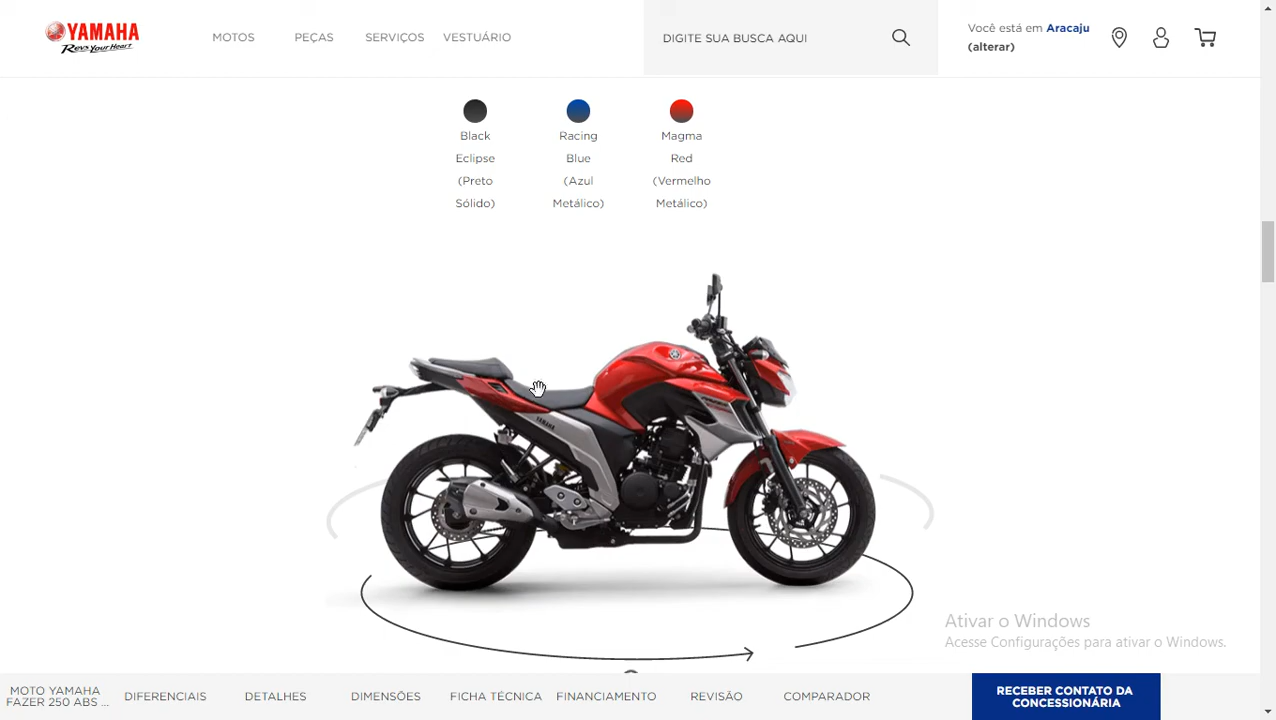 YAMAHA
Revs Your Heart
MOTOS PEÇAS SERVIÇOS VESTUÁRIO
DIGITE SUA BUSCA AQUI
Você está em Aracaju
(alterar)
Black
Eclipse
(Preto
Sólido)
Racing
Blue
(Azul
Metálico)
Magma
Red
(Vermelho
Metálico)
YAMAHA
Ativar o Windows
Acesse Configurações para ativar o Windows.
MOTO YAMAHA
FAZER 250 ABS ...
DIFERENCIAIS DETALHES DIMENSÕES FICHA TÉCNICA FINANCIAMENTO REVISÃO COMPARADOR
RECEBER CONTATO DA
CONCESSIONÁRIA